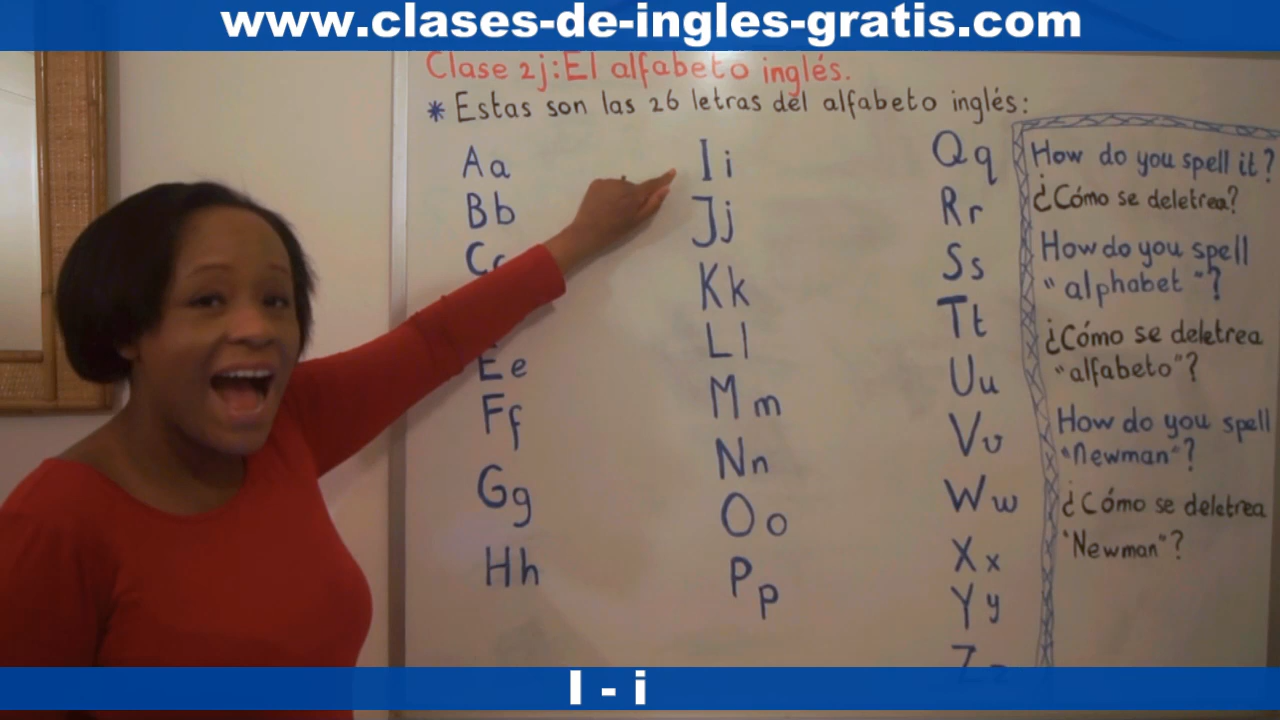 www.clases-de-ingles-gratis.com
Clase 2j: El alfabeto inglés.
* Estas son las 26 letras del alfabeto inglés:
Aa
Bb
Cc
Ee
Ff
Gg
Hh
Ii
Jj
Kk
Ll
Mm
Nn
Oo
Pp
Qq
Rr
Ss
Tt
Uu
Vv
Ww
Xx
Yy
Zz
How do you spell it?
¿Cómo se deletrea?
How do you spell
"alphabet"?
¿Cómo se deletrea
"alfabeto"?
How do you spell
"Newman"?
¿Cómo se deletrea
"Newman"?
I - i